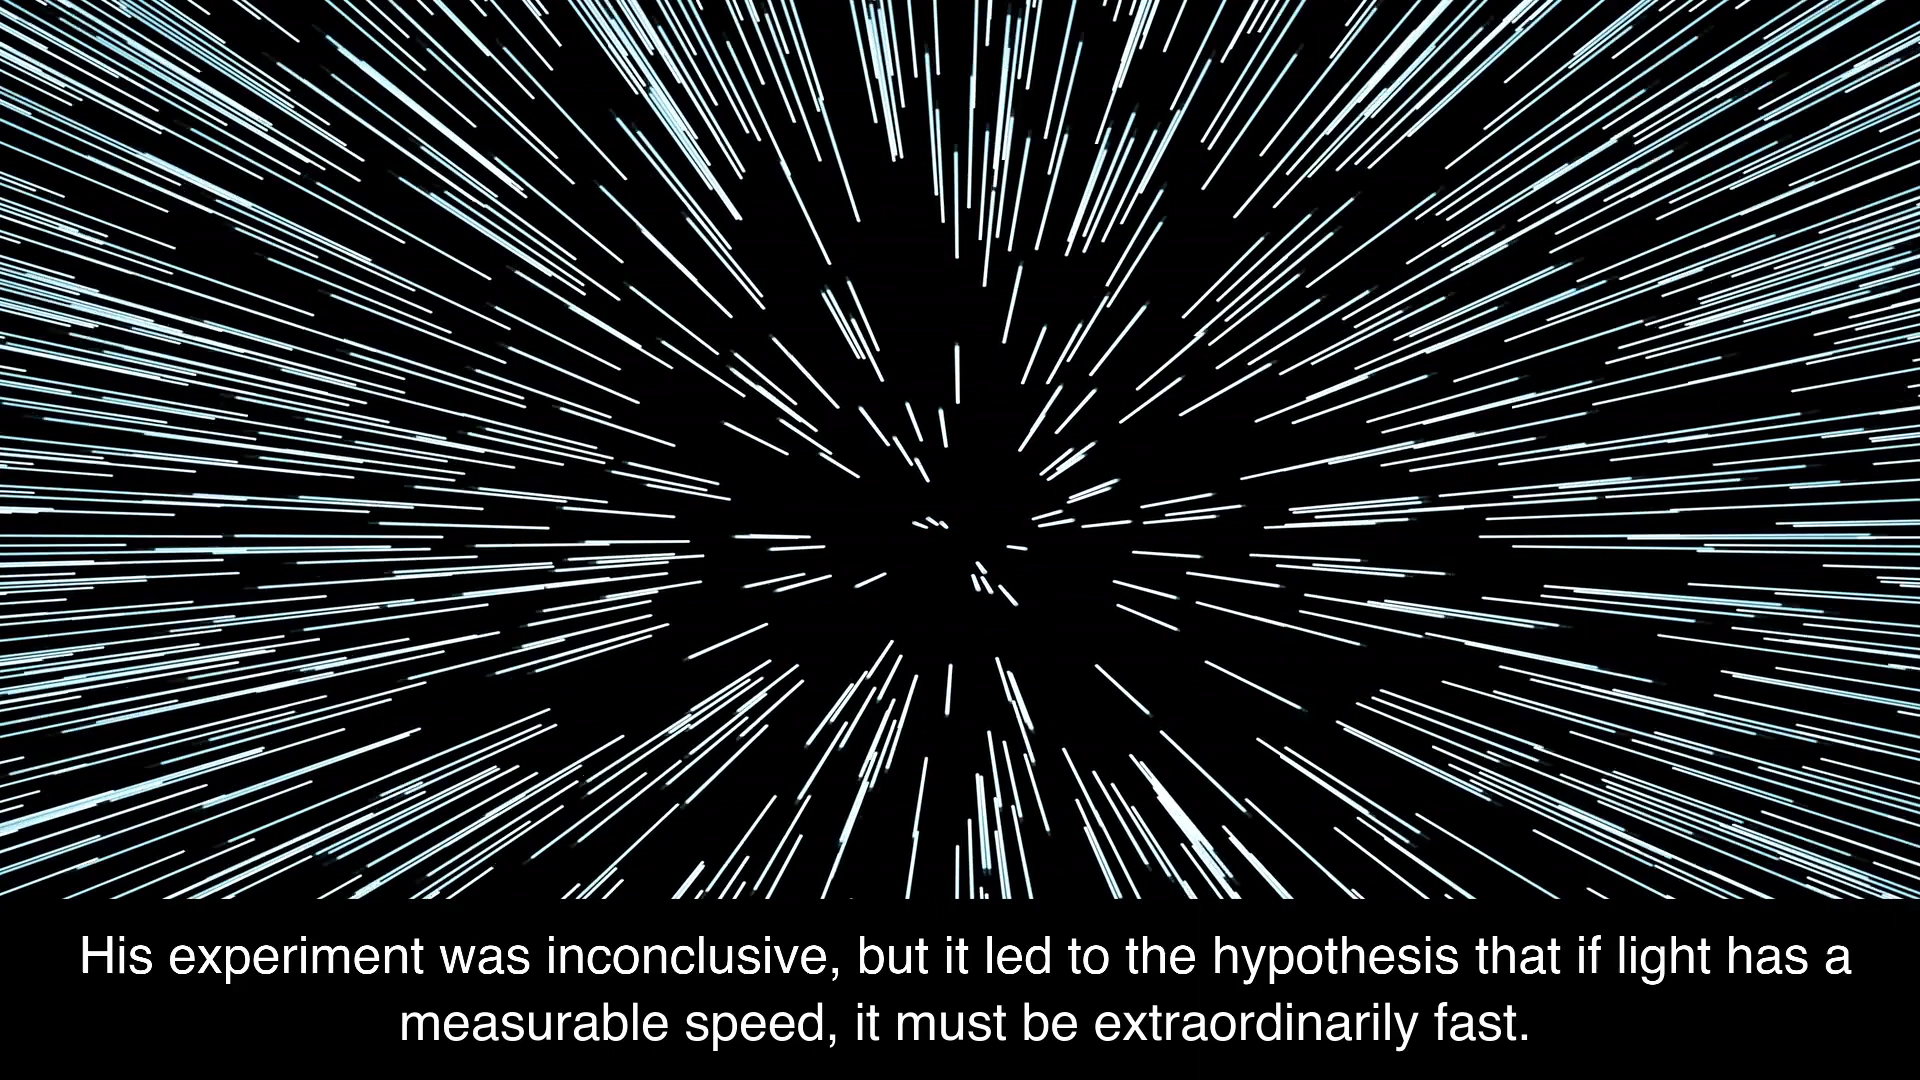 His experiment was inconclusive, but it led to the hypothesis that if light has a
measurable speed, it must be extraordinarily fast.